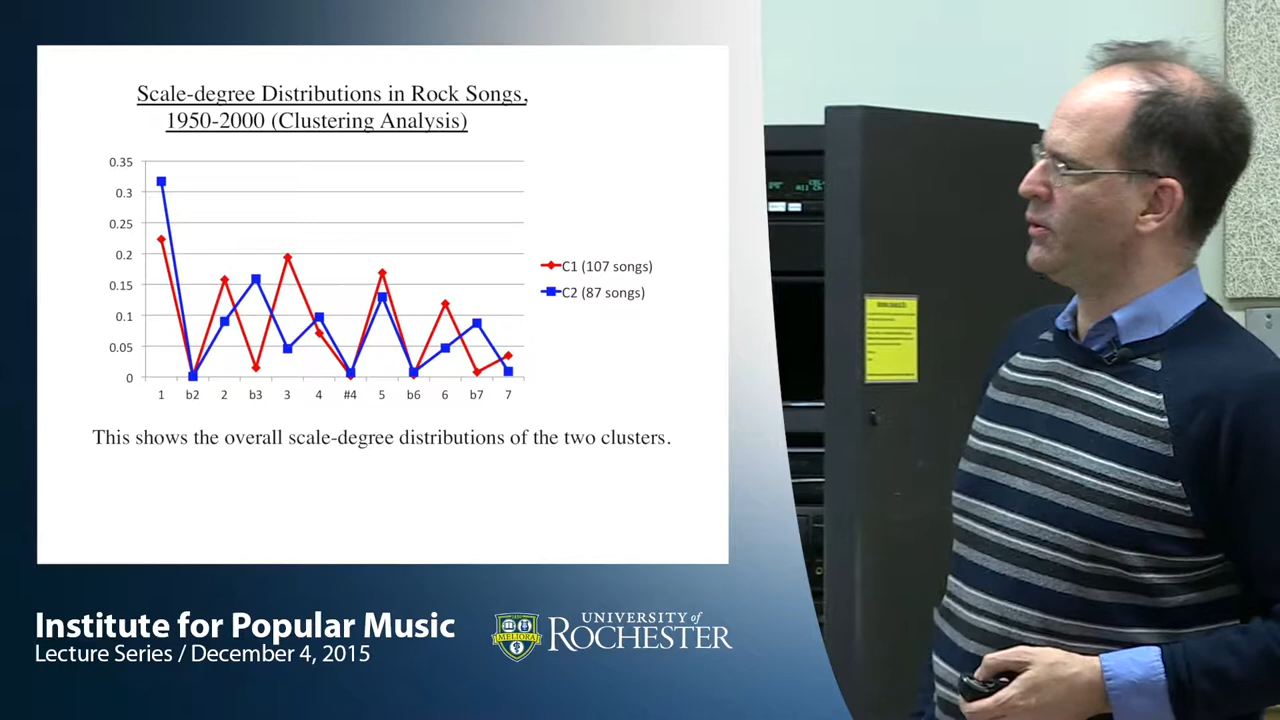 Scale-degree Distributions in Rock Songs,
1950-2000 (Clustering Analysis)
0.35
0.3
0.25
0.2
0.15
0.1
0.05
0
1 b2 2 b3 3 4 #4 5 b6 6 b7 7
C1 (107 songs)
C2 (87 songs)
This shows the overall scale-degree distributions of the two clusters.
Institute for Popular Music
Lecture Series / December 4, 2015
MELIORA
UNIVERSITY of
ROCHESTER